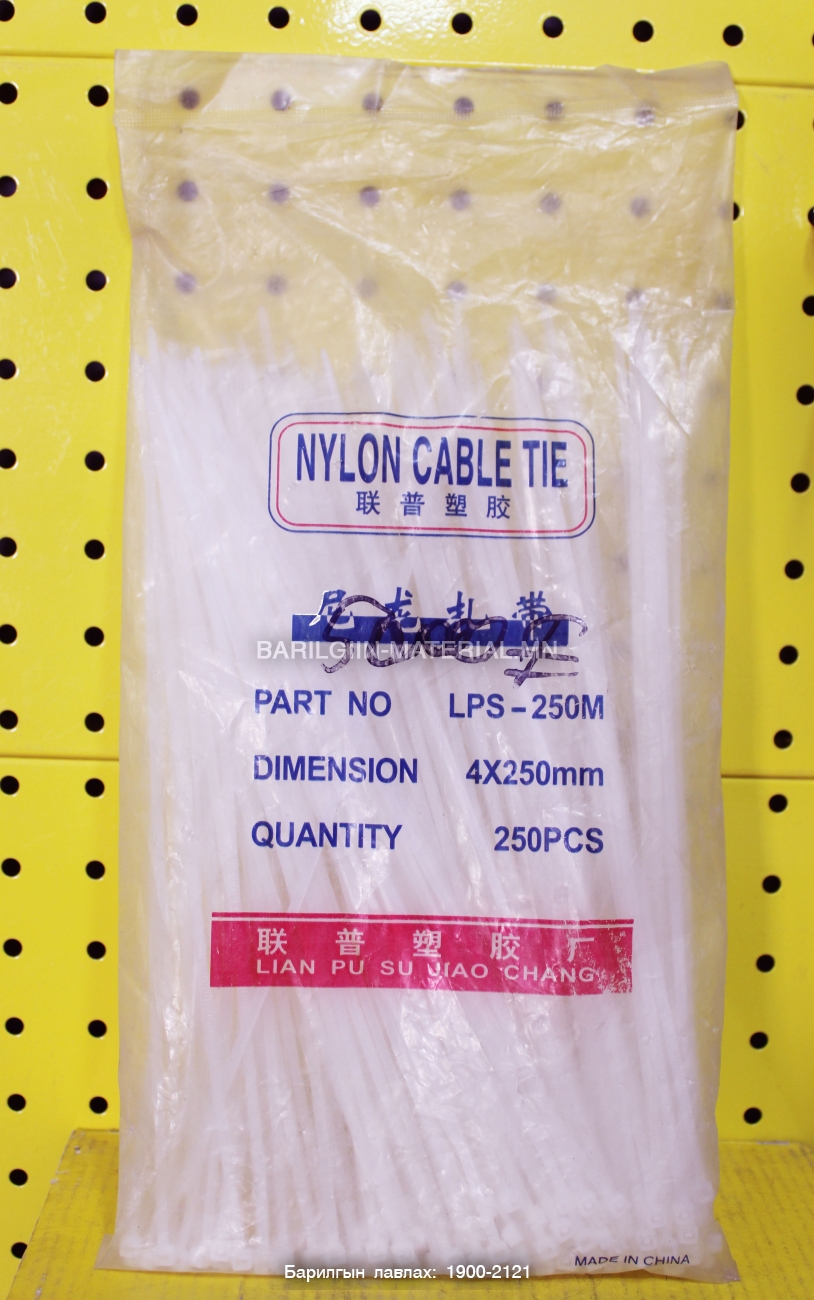 NYLON CABLE TIE
联普塑胶
尼龙扎带
5000₮
BARILGIIN-MATERIAL.MN
PART NO LPS-250M
DIMENSION 4X250mm
QUANTITY 250PCS
联普塑胶厂
LIAN PU SU JIAO CHANG
MADE IN CHINA
Барилгын лавлах: 1900-2121